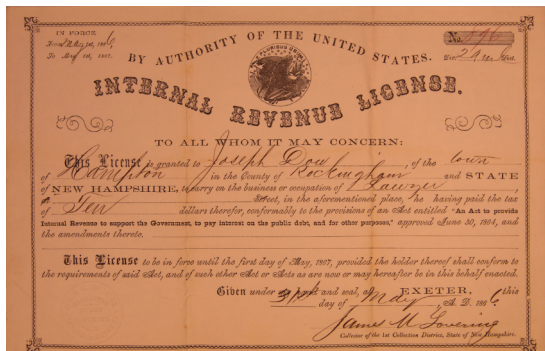 IN FORCE
From May 1st, 1866
To May 1st, 1867.
No. 896
BY AUTHORITY OF THE UNITED STATES.
E PLURIBUS UNUM
INTERNAL REVENUE LICENSE.
TO ALL WHOM IT MAY CONCERN:
This License is granted to Joseph Dow, of the town
of Hampton in the County of Rockingham and STATE
of NEW HAMPSHIRE, to carry on the business or occupation of Lawyer
Street, in the aforementioned place, he having paid the tax
of Ten dollars therefor, conformably to the provisions of an Act entitled "An Act to provide
Internal Revenue to support the Government, to pay interest on the public debt, and for other purposes," approved June 30, 1864, and
the amendments thereto.
This License to be in force until the first day of May, 1867, provided the holder thereof shall conform to
the requirements of said Act, and of such other Act or Acts as are now or may hereafter be in this behalf enacted.
Given under my hand and seal, at EXETER, this
31st day of May A. D. 1866.
James M Lovering
Collector of the 1st Collection District, State of New Hampshire.